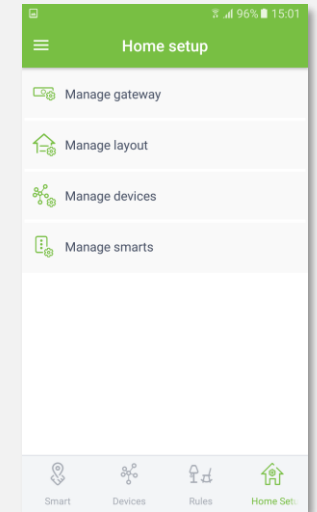 96% 15:01
Home setup
Manage gateway
Manage layout
Manage devices
Manage smarts
Smart Devices Rules Home Setu